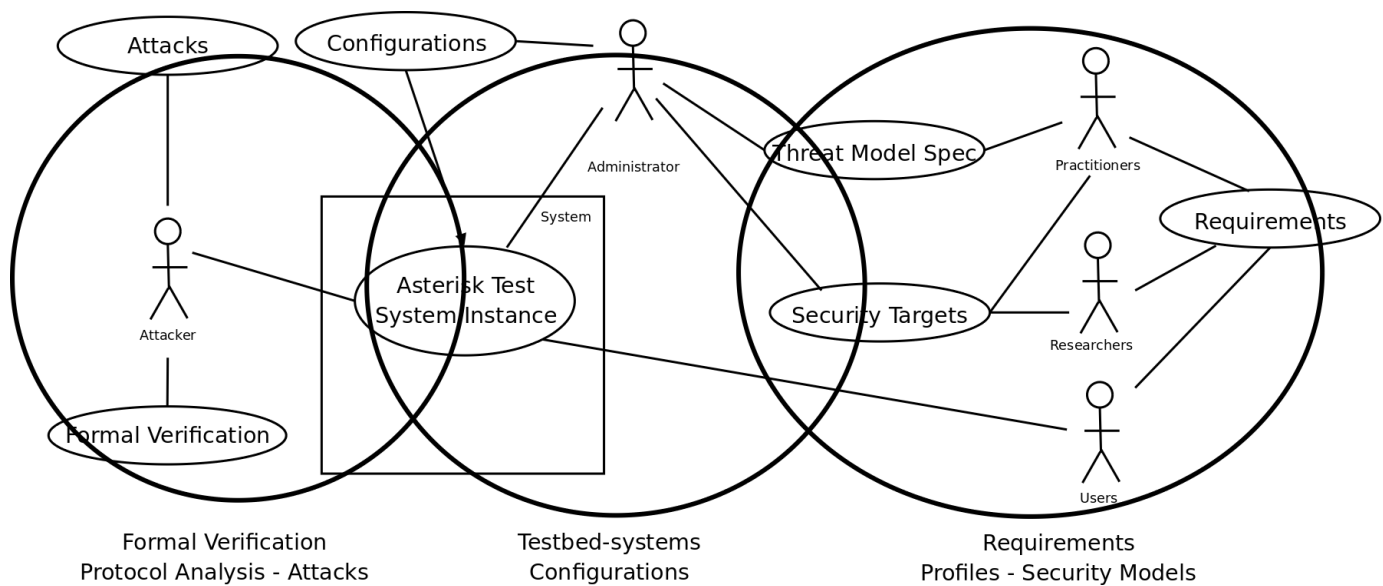 Attacks
Configurations
Administrator
Threat Model Spec
Practitioners
System
Requirements
Asterisk Test
System Instance
Attacker
Security Targets
Researchers
Formal Verification
Users
Formal Verification
Protocol Analysis - Attacks
Testbed-systems
Configurations
Requirements
Profiles - Security Models